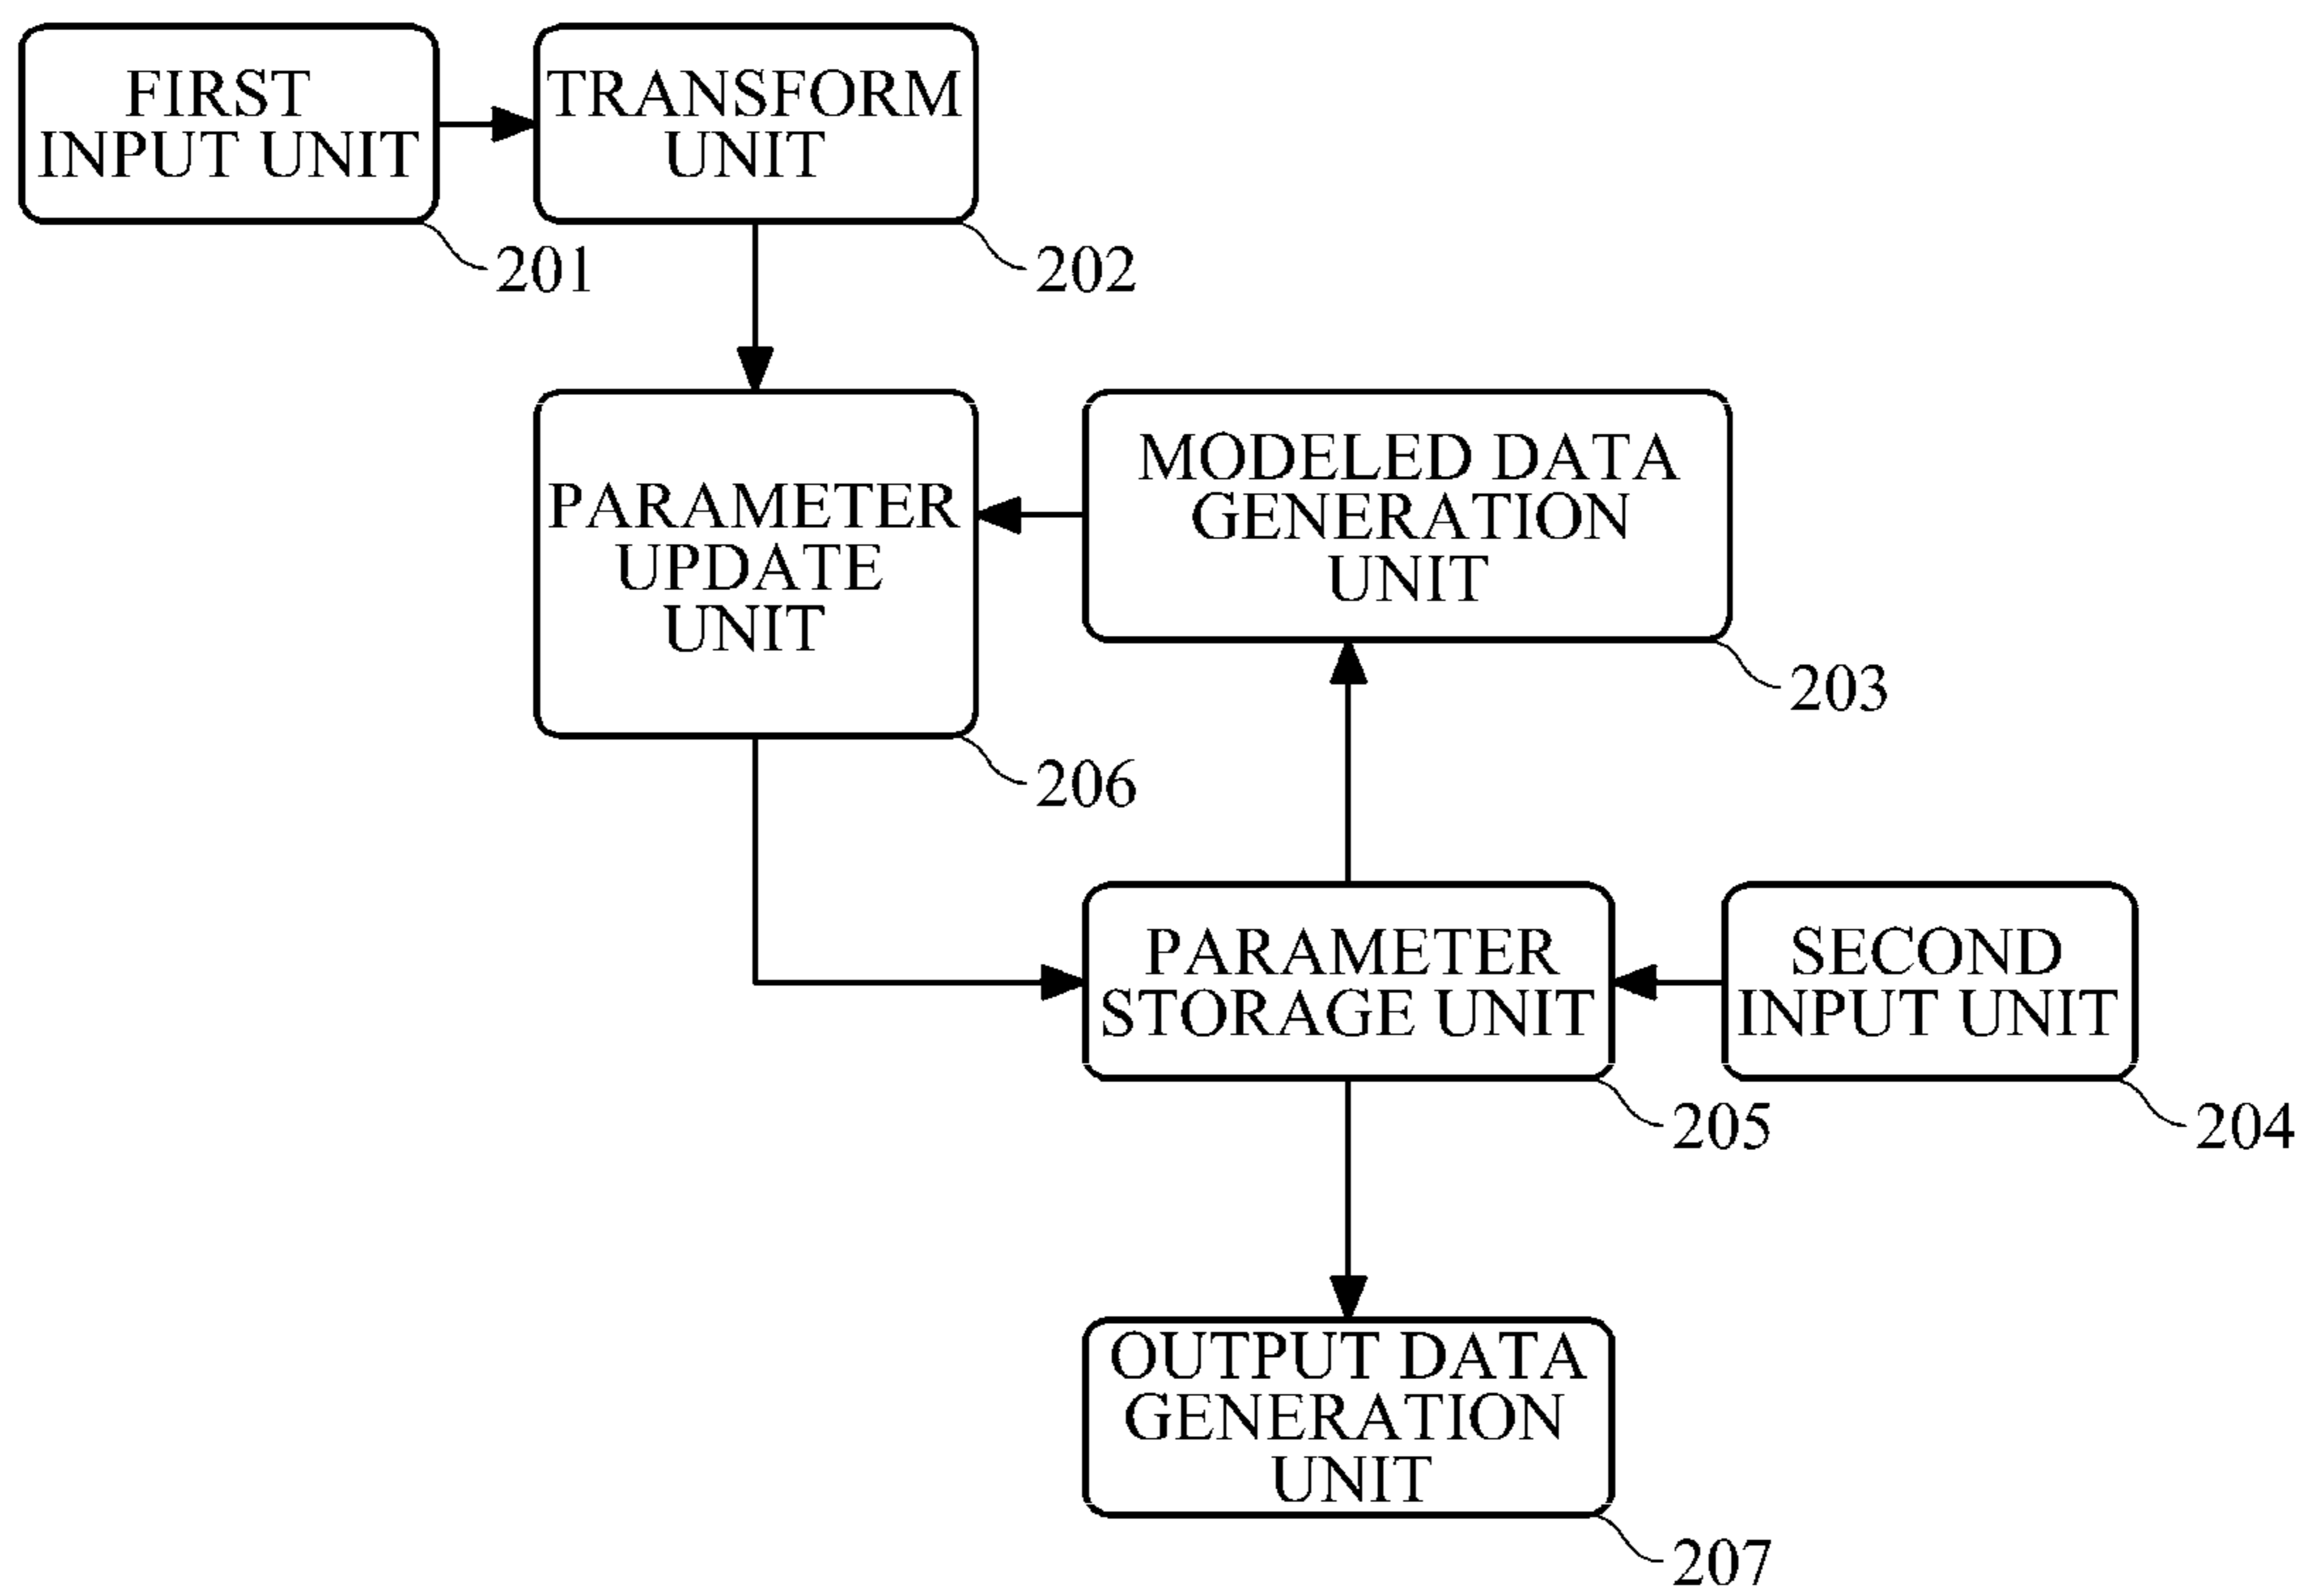 FIRST
INPUT UNIT
201
TRANSFORM
UNIT
202
PARAMETER
UPDATE
UNIT
206
MODELED DATA
GENERATION
UNIT
203
PARAMETER
STORAGE UNIT
205
SECOND
INPUT UNIT
204
OUTPUT DATA
GENERATION
UNIT
207